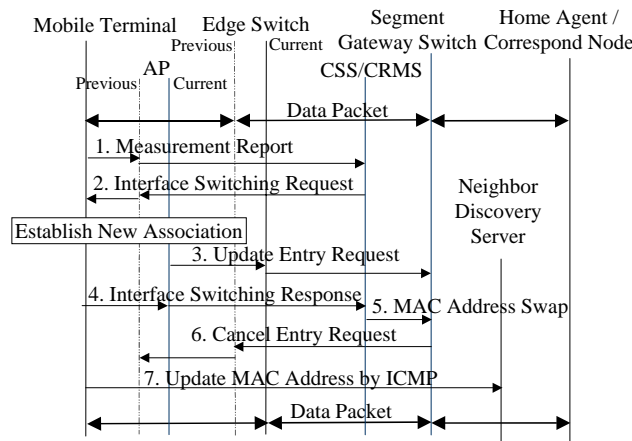 Mobile Terminal
Edge Switch
Segment
Gateway Switch
Home Agent /
Correspond Node
Previous
Current
AP
Previous
Current
CSS/CRMS
Data Packet
1. Measurement Report
2. Interface Switching Request
Neighbor
Discovery
Server
Establish New Association
3. Update Entry Request
4. Interface Switching Response
5. MAC Address Swap
6. Cancel Entry Request
7. Update MAC Address by ICMP
Data Packet